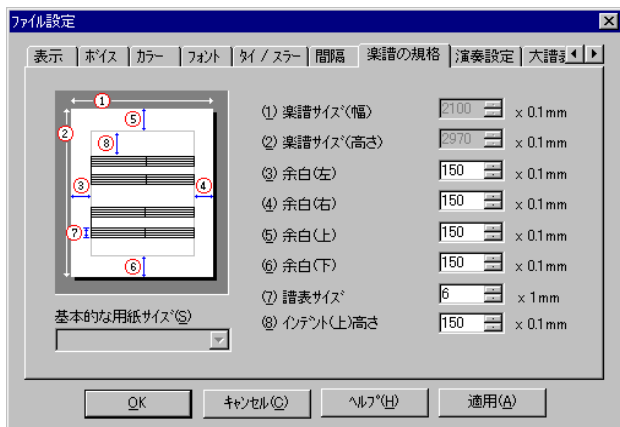 ファイル設定
表示 ボイス カラー フォント タイ / スラー 間隔 楽譜の規格 演奏設定 大譜
① ⑤ ② ⑧ ③ ④ ⑦ ⑥
(1) 楽譜サイズ(幅) 2100 x 0.1mm
(2) 楽譜サイズ(高さ) 2970 x 0.1mm
(3) 余白(左) 150 x 0.1mm
(4) 余白(右) 150 x 0.1mm
(5) 余白(上) 150 x 0.1mm
(6) 余白(下) 150 x 0.1mm
(7) 譜表サイズ 6 x 1mm
(8) インデント(上)高さ 150 x 0.1mm
基本的な用紙サイズ(S)
OK キャンセル(C) ヘルプ(H) 適用(A)